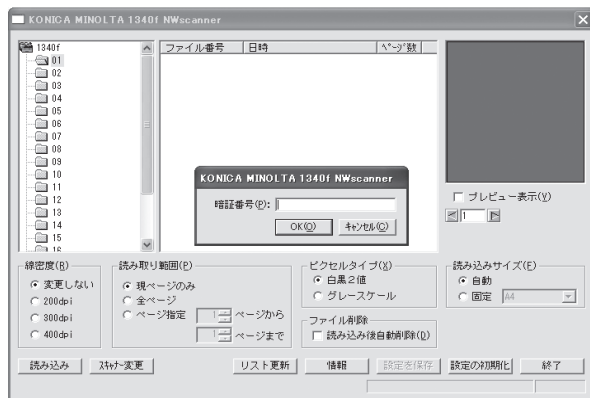 KONICA MINOLTA 1340f NWscanner
1340f
01
02
03
04
05
06
07
08
09
10
11
12
13
14
15
16
ファイル番号 日時 ページ数
KONICA MINOLTA 1340f NWscanner
暗証番号(P):
OK(O) キャンセル(C)
プレビュー表示(V)
1
線密度(R)
変更しない
200dpi
300dpi
400dpi
読み取り範囲(P)
現ページのみ
全ページ
ページ指定 1 ページから
1 ページまで
ピクセルタイプ(X)
白黒2値
グレースケール
ファイル削除
読み込み後自動削除(D)
読み込みサイズ(F)
自動
固定 A4
読み込み スキャナー変更 リスト更新 情報 設定を保存 設定の初期化 終了